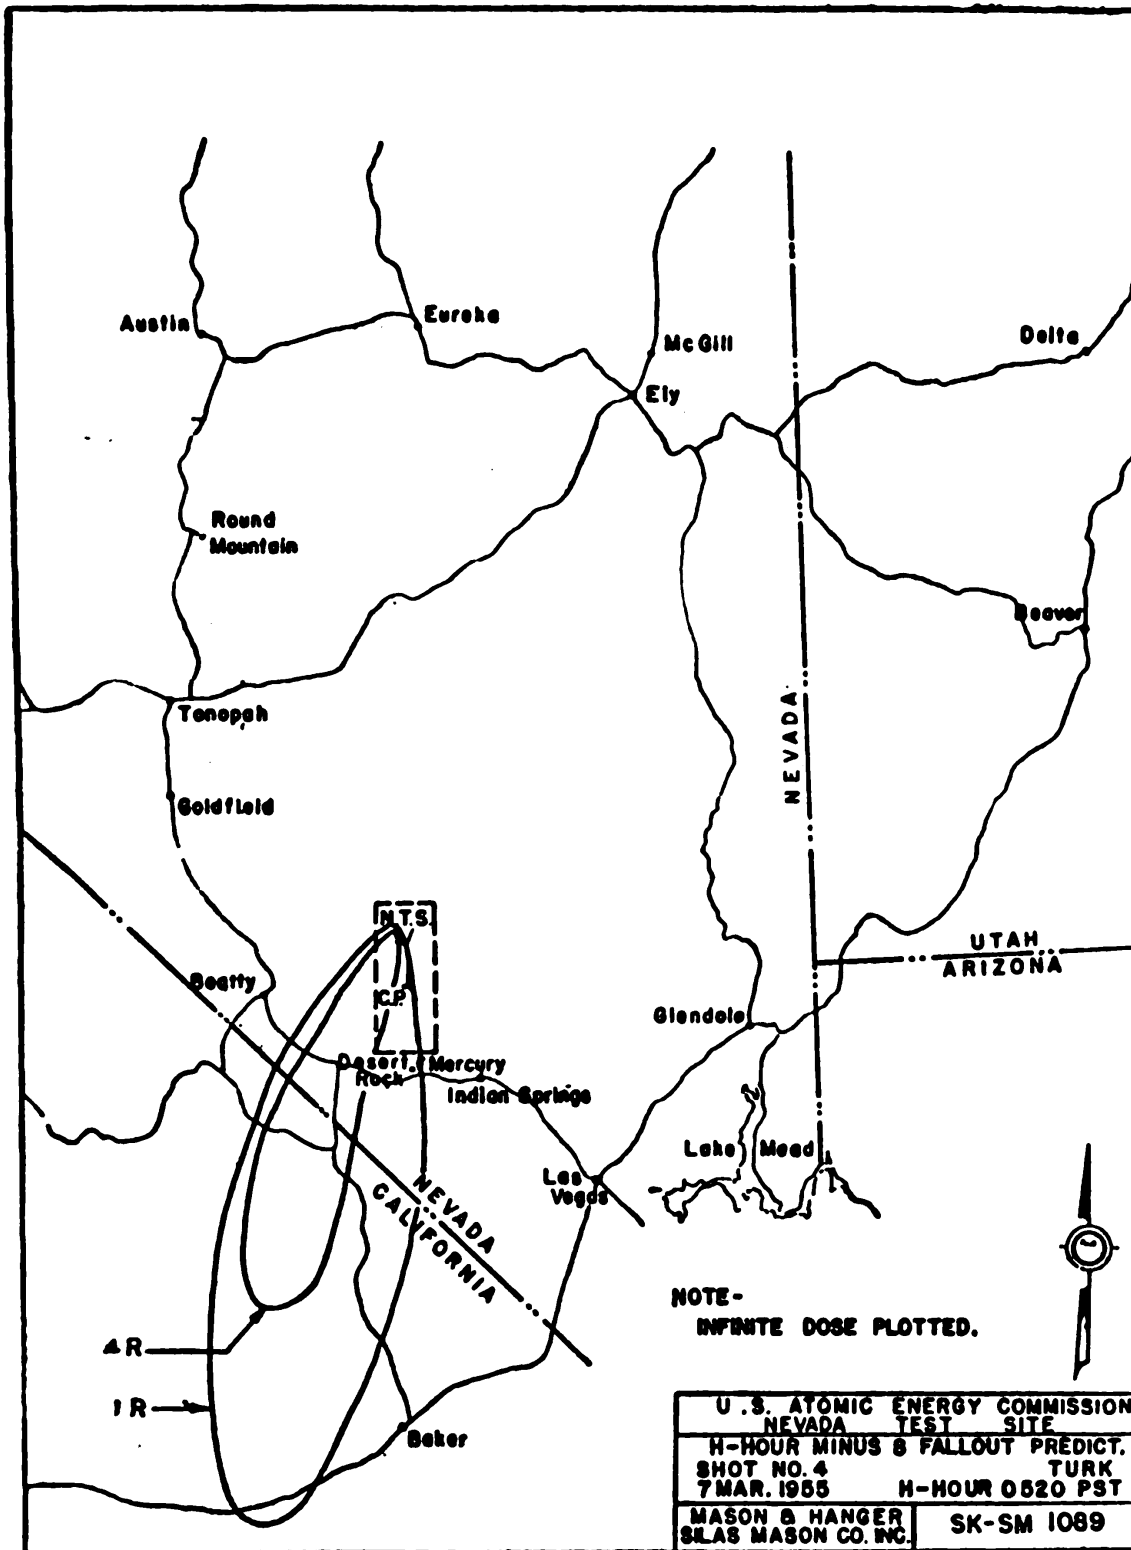 Austin
Eureka
McGill
Delta
Ely
Round
Mountain
Beaver
Tonopah
NEVADA
Goldfield
N.T.S.
UTAH
ARIZONA
Beatty
C.P.
Glendale
Desert
Rock
Mercury
Indian Springs
Lake Mead
Las
Vegas
NEVADA
CALIFORNIA
NOTE-
INFINITE DOSE PLOTTED.
R
1R
Baker
U.S. ATOMIC ENERGY COMMISSION
NEVADA TEST SITE
H-HOUR MINUS 8 FALLOUT PREDICT.
SHOT NO. 4 TURK
7 MAR. 1955 H-HOUR 0520 PST
MASON & HANGER
SILAS MASON CO. INC.
SK-SM 1089